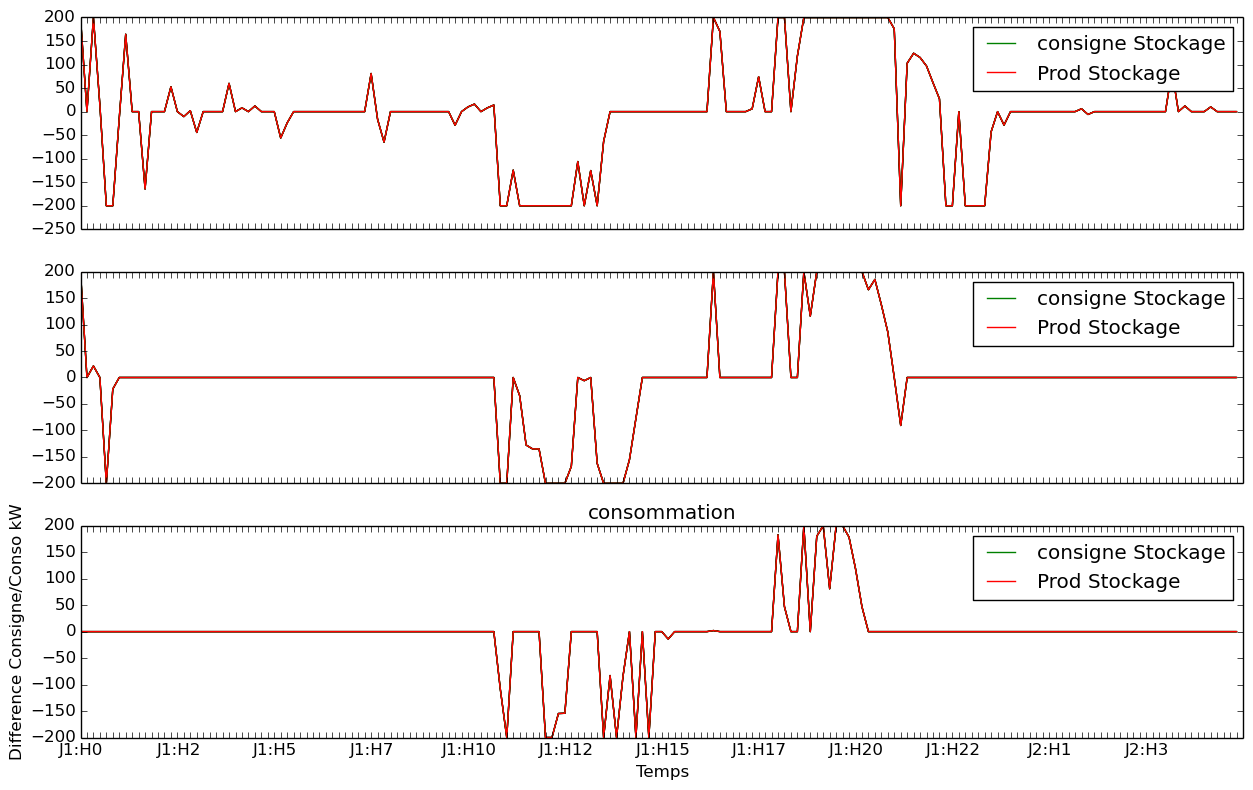 200
150
100
50
0
−50
−100
−150
−200
−250
consigne Stockage
Prod Stockage
200
150
100
50
0
−50
−100
−150
−200
consigne Stockage
Prod Stockage
consommation
Difference Consigne/Conso kW
200
150
100
50
0
−50
−100
−150
−200
consigne Stockage
Prod Stockage
J1:H0 J1:H2 J1:H5 J1:H7 J1:H10 J1:H12 J1:H15 J1:H17 J1:H20 J1:H22 J2:H1 J2:H3
Temps